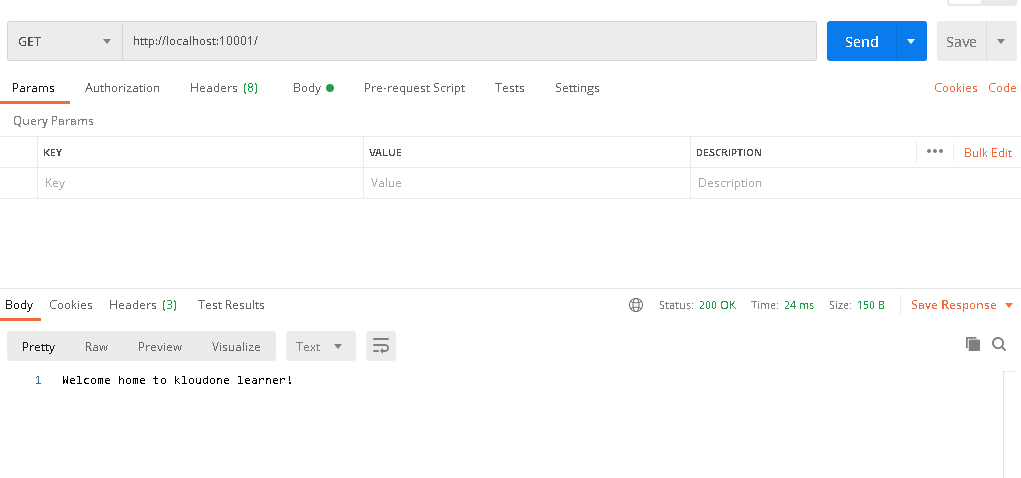 GET http://localhost:10001/ Send Save
Params Authorization Headers (8) Body Pre-request Script Tests Settings Cookies Code
Query Params
KEY VALUE DESCRIPTION ••• Bulk Edit
Key Value Description
Body Cookies Headers (3) Test Results Status: 200 OK Time: 24 ms Size: 150 B Save Response
Pretty Raw Preview Visualize Text
1 Welcome home to kloudone learner!